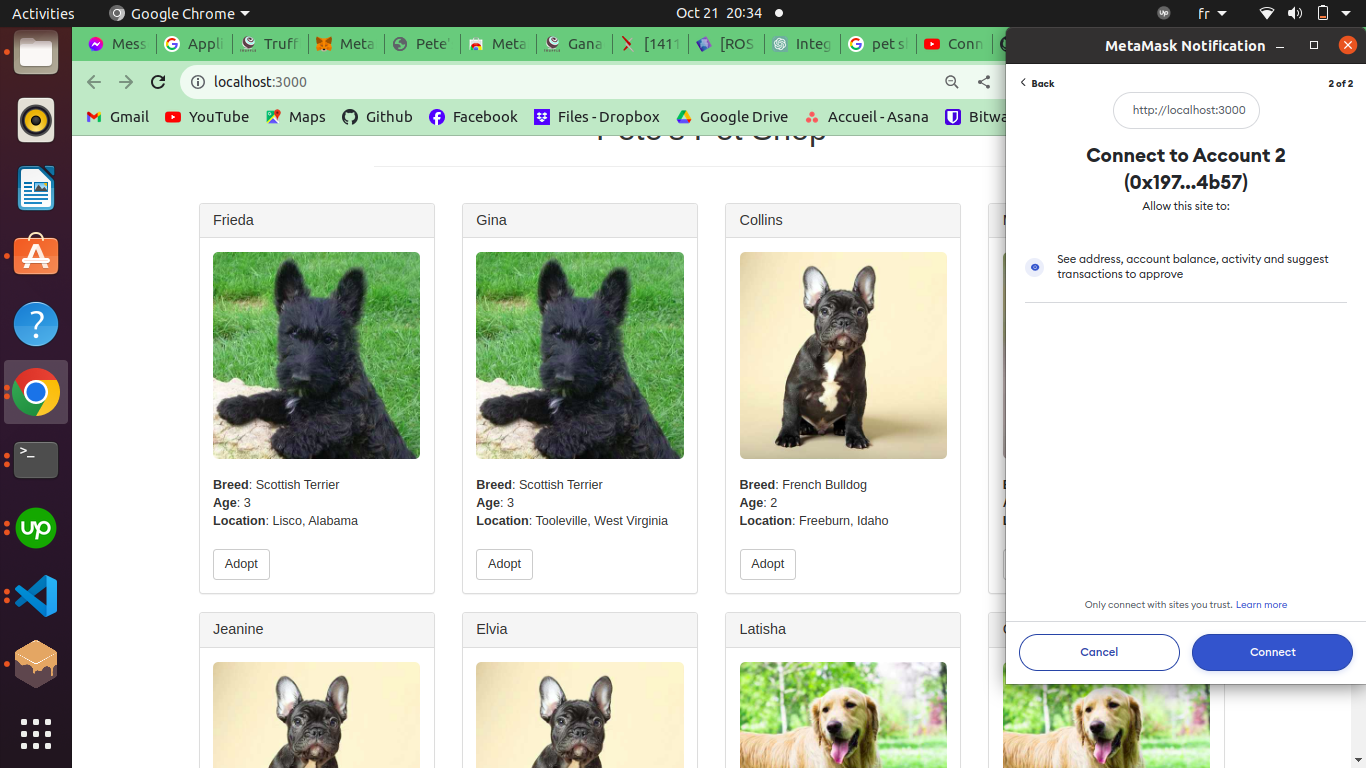 Activities
Google Chrome
Oct 21 20:34
fr
Mess
Appli
Truff
Meta
Pete'
Meta
Gana
[1411
[ROS
Integ
pet sl
Conn
MetaMask Notification
localhost:3000
Gmail
YouTube
Maps
Github
Facebook
Files - Dropbox
Google Drive
Accueil - Asana
Bitwa
Pete's Pet Shop
Frieda
Gina
Collins
Breed: Scottish Terrier
Age: 3
Location: Lisco, Alabama
Adopt
Breed: Scottish Terrier
Age: 3
Location: Tooleville, West Virginia
Adopt
Breed: French Bulldog
Age: 2
Location: Freeburn, Idaho
Adopt
Jeanine
Elvia
Latisha
Back
2 of 2
http://localhost:3000
Connect to Account 2
(0x197...4b57)
Allow this site to:
See address, account balance, activity and suggest
transactions to approve
Only connect with sites you trust. Learn more
Cancel
Connect